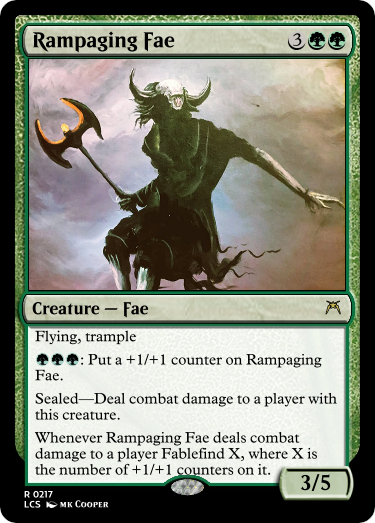 Rampaging Fae 3
Creature — Fae
Flying, trample
: Put a +1/+1 counter on Rampaging
Fae.
Sealed—Deal combat damage to a player with
this creature.
Whenever Rampaging Fae deals combat
damage to a player Fablefind X, where X is
the number of +1/+1 counters on it.
3/5
R 0217
LCS MK COOPER